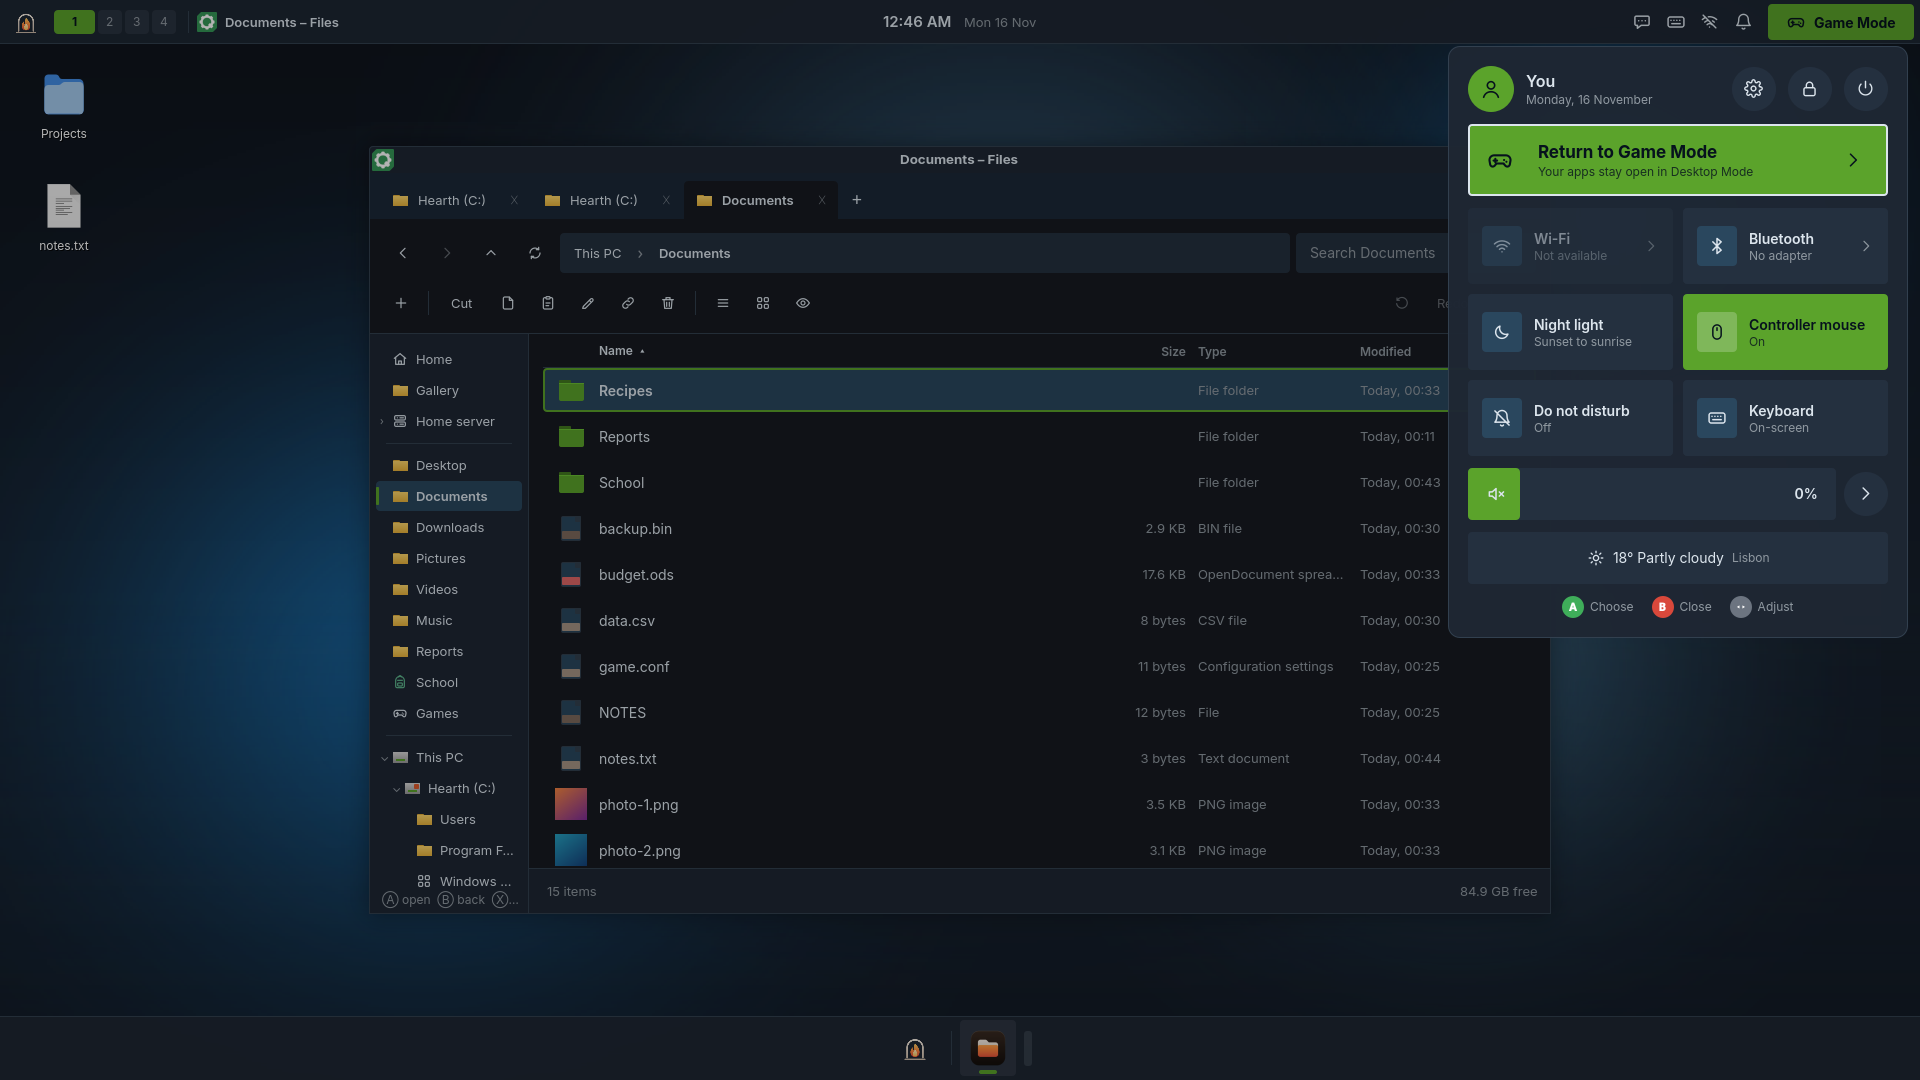 1 2 3 4 Documents – Files 12:46 AM Mon 16 Nov Game Mode
Projects
notes.txt
Documents – Files
Hearth (C:) X Hearth (C:) X Documents X +
This PC › Documents Search Documents
Cut
Home
Gallery
Home server
Desktop
Documents
Downloads
Pictures
Videos
Music
Reports
School
Games
This PC
Hearth (C:)
Users
Program F...
Windows ...
A open B back X...
Name Size Type Modified
Recipes File folder Today, 00:33
Reports File folder Today, 00:11
School File folder Today, 00:43
backup.bin 2.9 KB BIN file Today, 00:30
budget.ods 17.6 KB OpenDocument sprea... Today, 00:33
data.csv 8 bytes CSV file Today, 00:30
game.conf 11 bytes Configuration settings Today, 00:25
NOTES 12 bytes File Today, 00:25
notes.txt 3 bytes Text document Today, 00:44
photo-1.png 3.5 KB PNG image Today, 00:33
photo-2.png 3.1 KB PNG image Today, 00:33
15 items 84.9 GB free
You
Monday, 16 November
Return to Game Mode
Your apps stay open in Desktop Mode
Wi-Fi
Not available
Bluetooth
No adapter
Night light
Sunset to sunrise
Controller mouse
On
Do not disturb
Off
Keyboard
On-screen
0%
18° Partly cloudy Lisbon
A Choose B Close Adjust